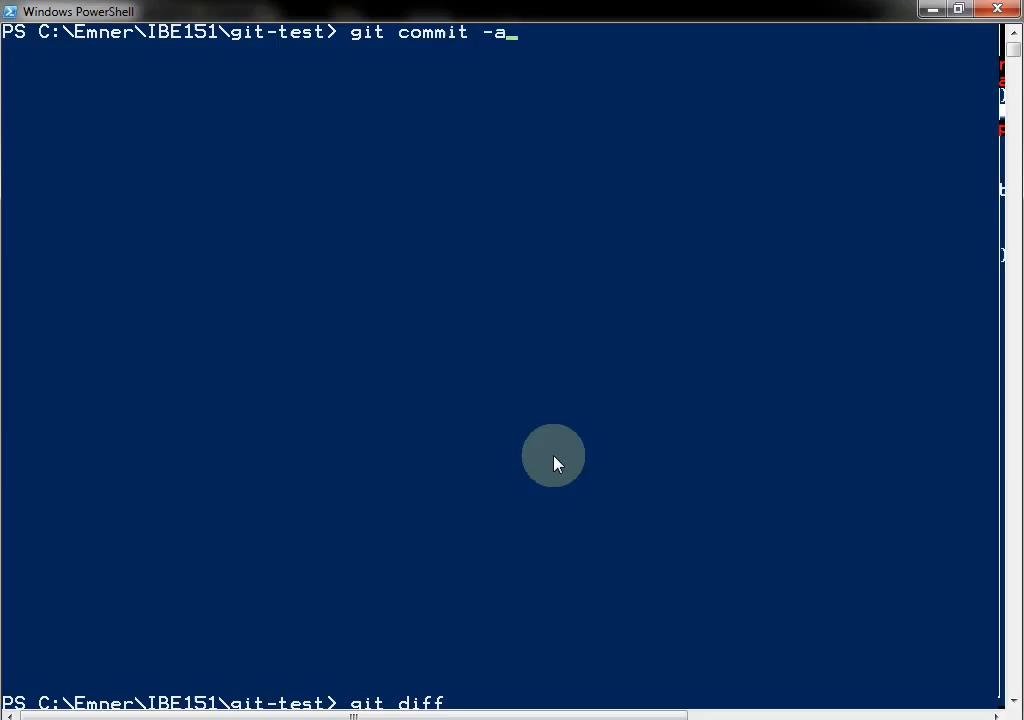 Windows PowerShell
PS C:\Emner\IBE151\git-test> git commit -a
PS C:\Emner\IBE151\git-test> git diff